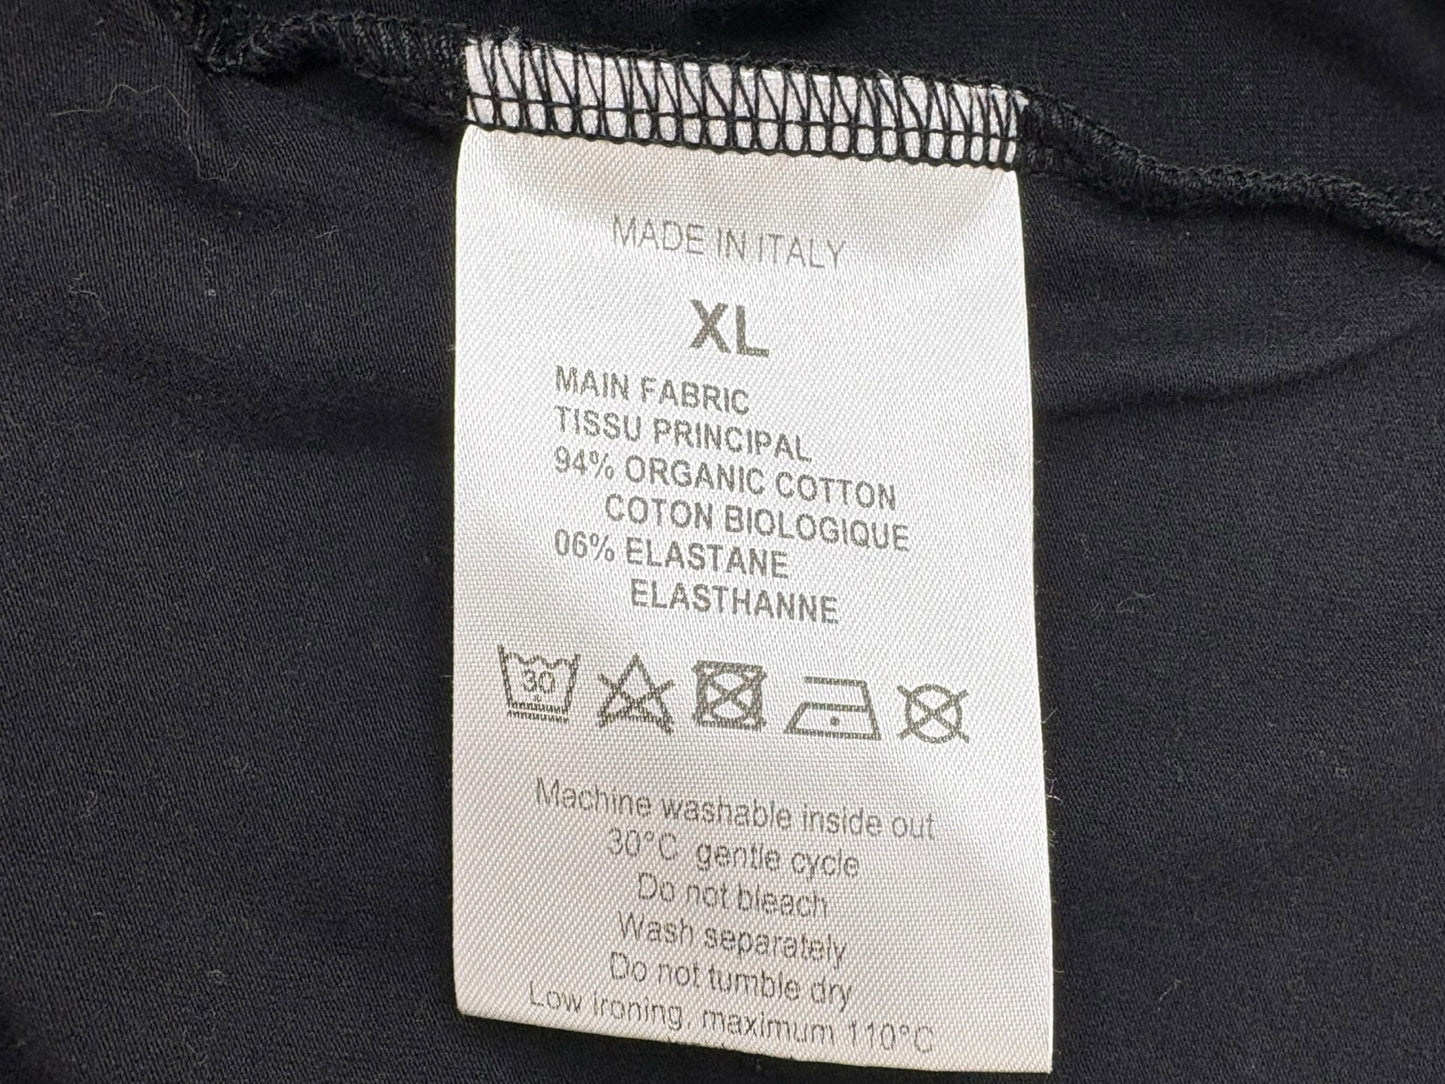 MADE IN ITALY
XL
MAIN FABRIC
TISSU PRINCIPAL
94% ORGANIC COTTON
COTON BIOLOGIQUE
06% ELASTANE
ELASTHANNE
30
Machine washable inside out
30°C gentle cycle
Do not bleach
Wash separately
Do not tumble dry
Low ironing, maximum 110°C